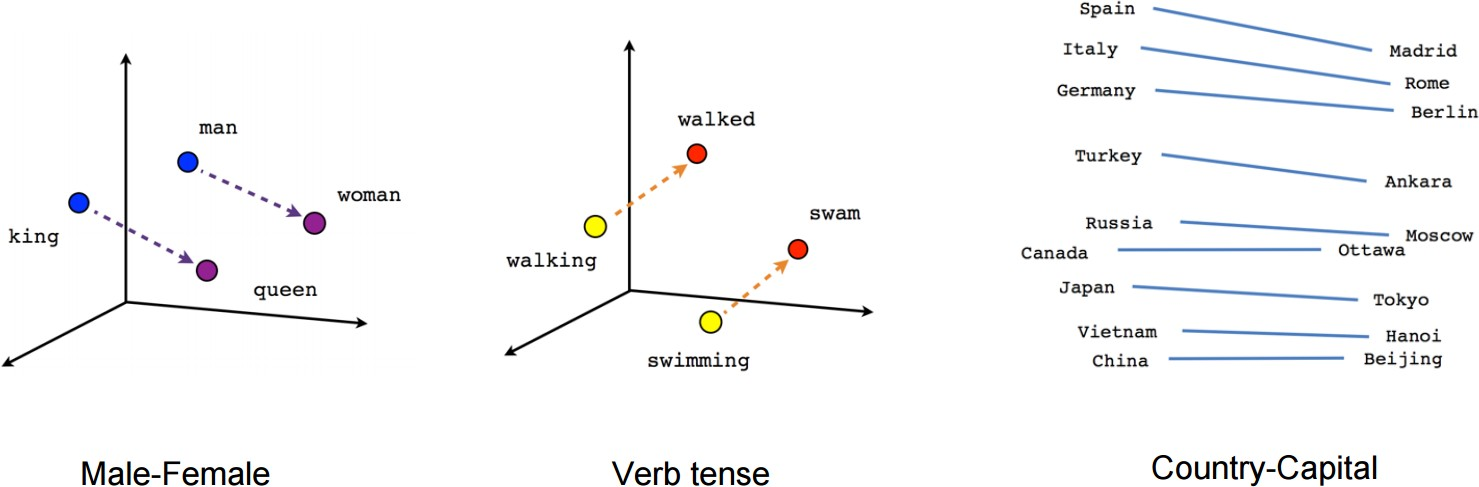 man
woman
king
queen
Male-Female
walked
swam
walking
swimming
Verb tense
Spain
Madrid
Italy
Rome
Germany
Berlin
Turkey
Ankara
Russia
Moscow
Canada
Ottawa
Japan
Tokyo
Vietnam
Hanoi
China
Beijing
Country-Capital